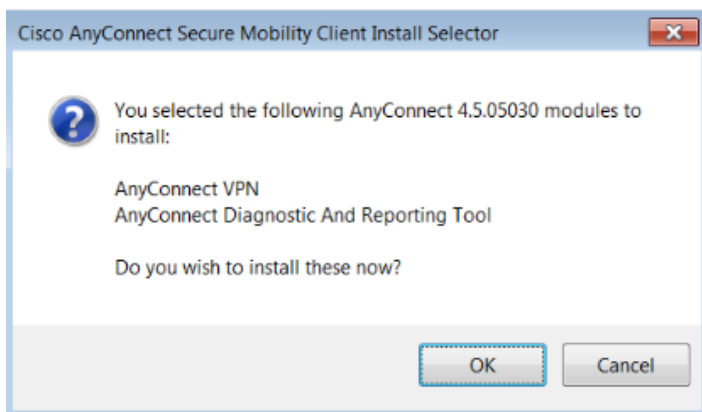 Cisco AnyConnect Secure Mobility Client Install Selector
You selected the following AnyConnect 4.5.05030 modules to
install:
AnyConnect VPN
AnyConnect Diagnostic And Reporting Tool
Do you wish to install these now?
OK
Cancel